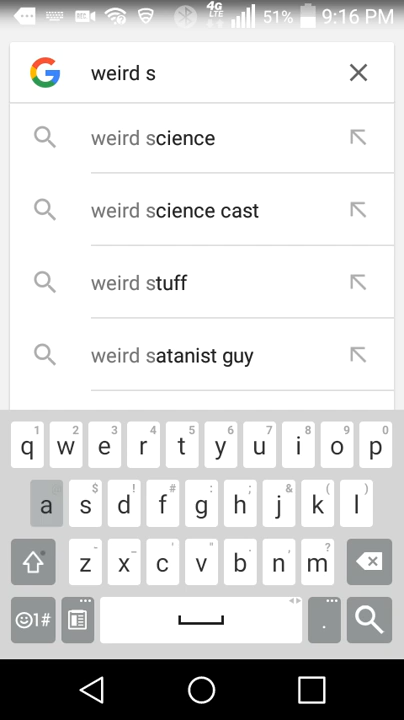 4G
LTE
51%
9:16 PM
weird s
weird science
weird science cast
weird stuff
weird satanist guy
1 2 3 4 5 6 7 8 9 0
q w e r t y u i o p
$ ! # : ; & ( )
a s d f g h j k l
- _ ' " , ?
z x c v b n m
1# .